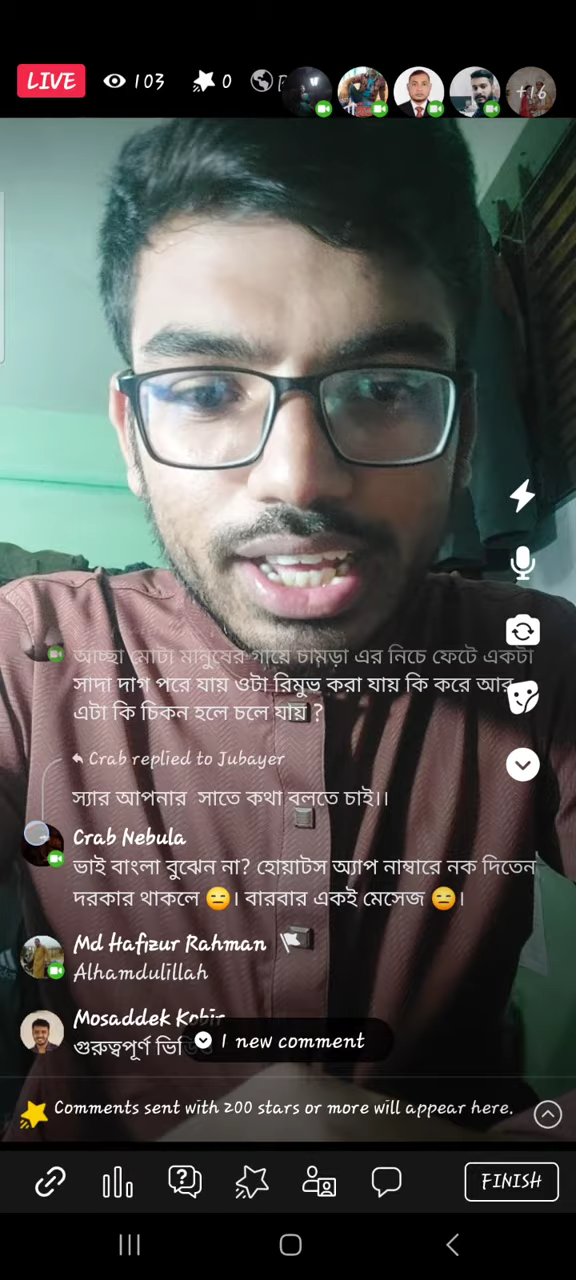 LIVE 103 0
+16
আচ্ছা মোটা মানুষের গায়ে চামড়া এর নিচে ফেটে একটা
সাদা দাগ পরে যায় ওটা রিমুভ করা যায় কি করে আর
এটা কি চিকন হলে চলে যায় ?
Crab replied to Jubayer
স্যার আপনার সাতে কথা বলতে চাই।।
Crab Nebula
ভাই বাংলা বুঝেন না? হোয়াটস অ্যাপ নাম্বারে নক দিতেন
দরকার থাকলে 😑। বারবার একই মেসেজ 😑।
Md Hafizur Rahman
Alhamdulillah
Mosaddek Kobir
গুরুত্বপূর্ণ
1 new comment
Comments sent with 200 stars or more will appear here.
FINISH